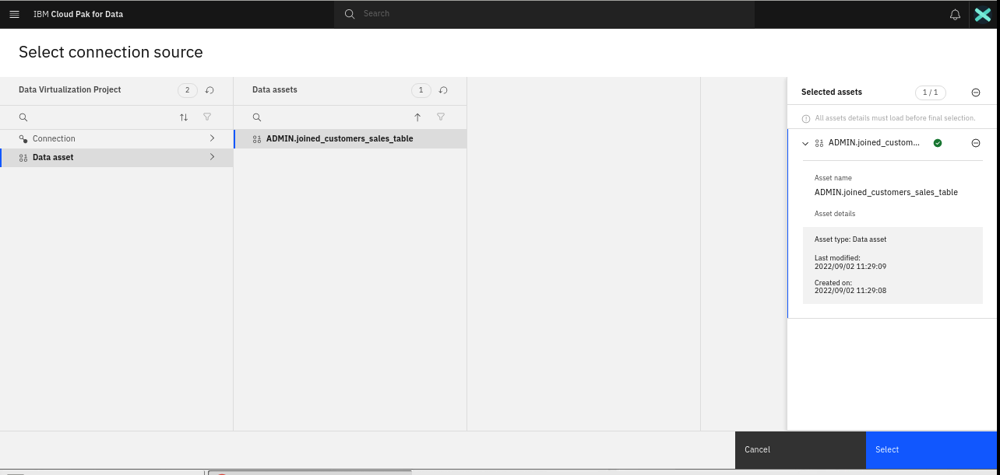 IBM Cloud Pak for Data
Search
Select connection source
Data Virtualization Project
2
Data assets
1
Selected assets
1 / 1
All assets details must load before final selection.
Connection
ADMIN.joined_customers_sales_table
ADMIN.joined_custom...
Data asset
Asset name
ADMIN.joined_customers_sales_table
Asset details
Asset type: Data asset
Last modified:
2022/09/02 11:29:09
Created on:
2022/09/02 11:29:08
Cancel
Select